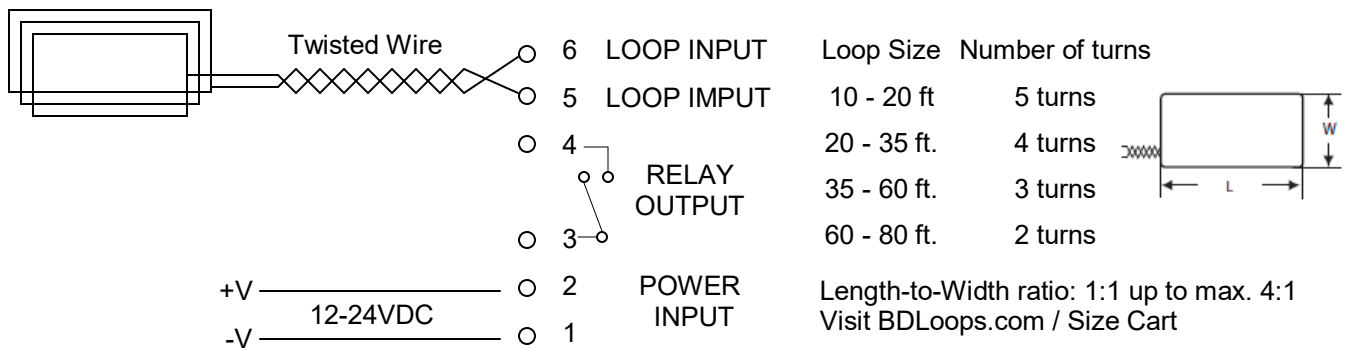 Twisted Wire
6 LOOP INPUT
5 LOOP IMPUT
4
RELAY
OUTPUT
3
+V
12-24VDC
-V
2
POWER
INPUT
1
Loop Size Number of turns
10 - 20 ft 5 turns
20 - 35 ft. 4 turns
35 - 60 ft. 3 turns
60 - 80 ft. 2 turns
W
L
Length-to-Width ratio: 1:1 up to max. 4:1
Visit BDLoops.com / Size Cart